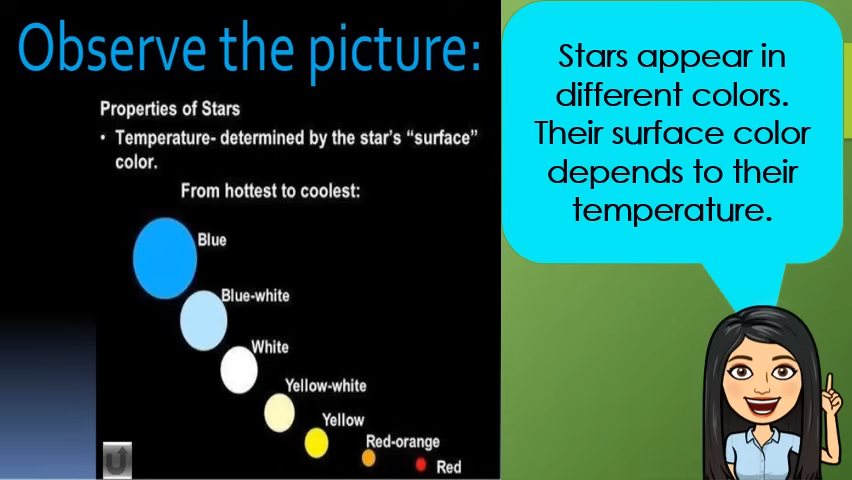 Observe the picture:
Properties of Stars
• Temperature- determined by the star's "surface"
color.
From hottest to coolest:
Blue
Blue-white
White
Yellow-white
Yellow
Red-orange
Red
Stars appear in
different colors.
Their surface color
depends to their
temperature.